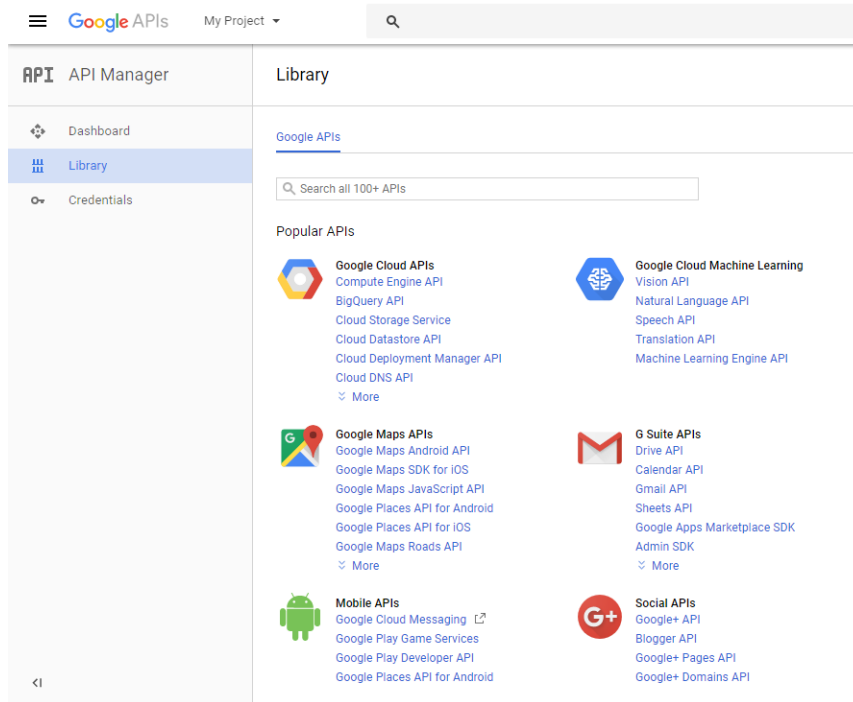 Google APIs
My Project
API API Manager
Library
Dashboard
Library
Credentials
Google APIs
Search all 100+ APIs
Popular APIs
Google Cloud APIs
Compute Engine API
BigQuery API
Cloud Storage Service
Cloud Datastore API
Cloud Deployment Manager API
Cloud DNS API
More
Google Cloud Machine Learning
Vision API
Natural Language API
Speech API
Translation API
Machine Learning Engine API
Google Maps APIs
Google Maps Android API
Google Maps SDK for iOS
Google Maps JavaScript API
Google Places API for Android
Google Places API for iOS
Google Maps Roads API
More
G Suite APIs
Drive API
Calendar API
Gmail API
Sheets API
Google Apps Marketplace SDK
Admin SDK
More
Mobile APIs
Google Cloud Messaging
Google Play Game Services
Google Play Developer API
Google Places API for Android
G+
Social APIs
Google+ API
Blogger API
Google+ Pages API
Google+ Domains API